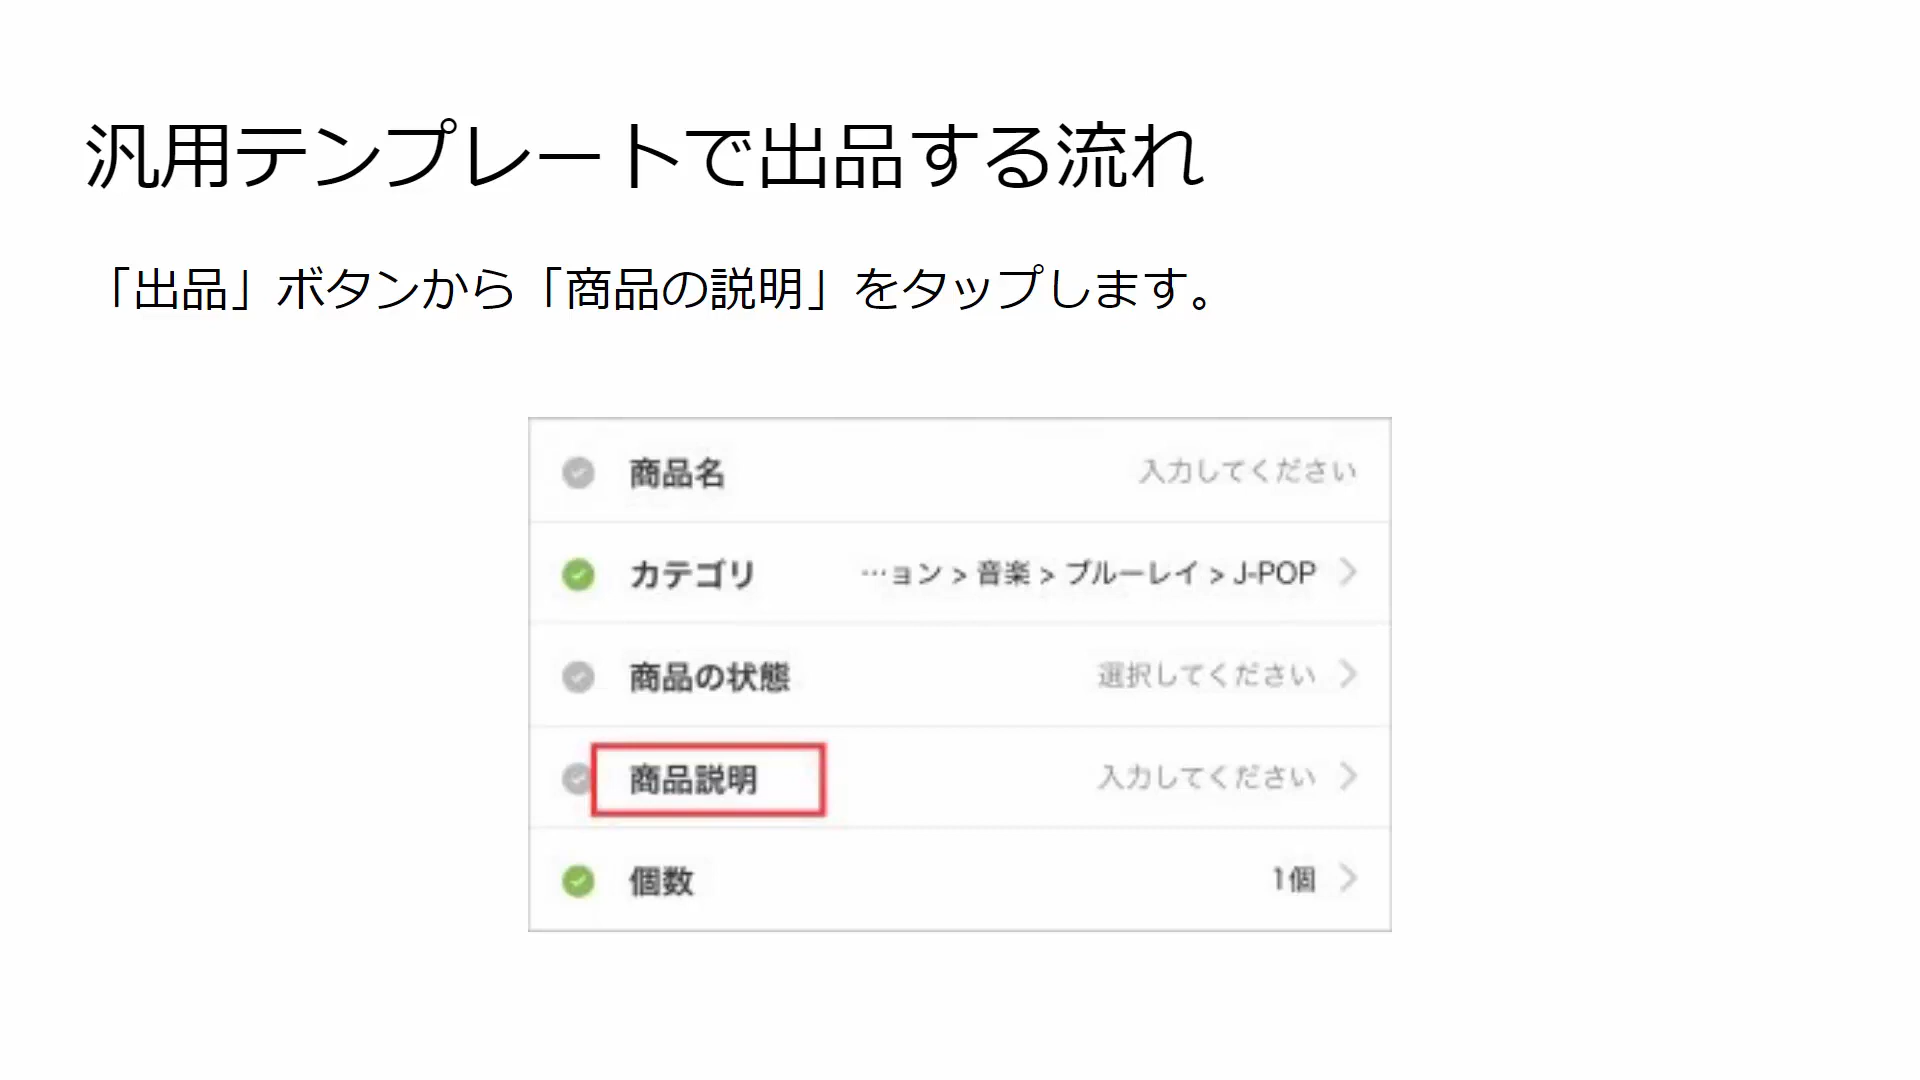 汎用テンプレートで出品する流れ
「出品」ボタンから「商品の説明」をタップします。
商品名 入力してください
カテゴリ …ョン > 音楽 > ブルーレイ > J-POP
商品の状態 選択してください
商品説明 入力してください
個数 1個